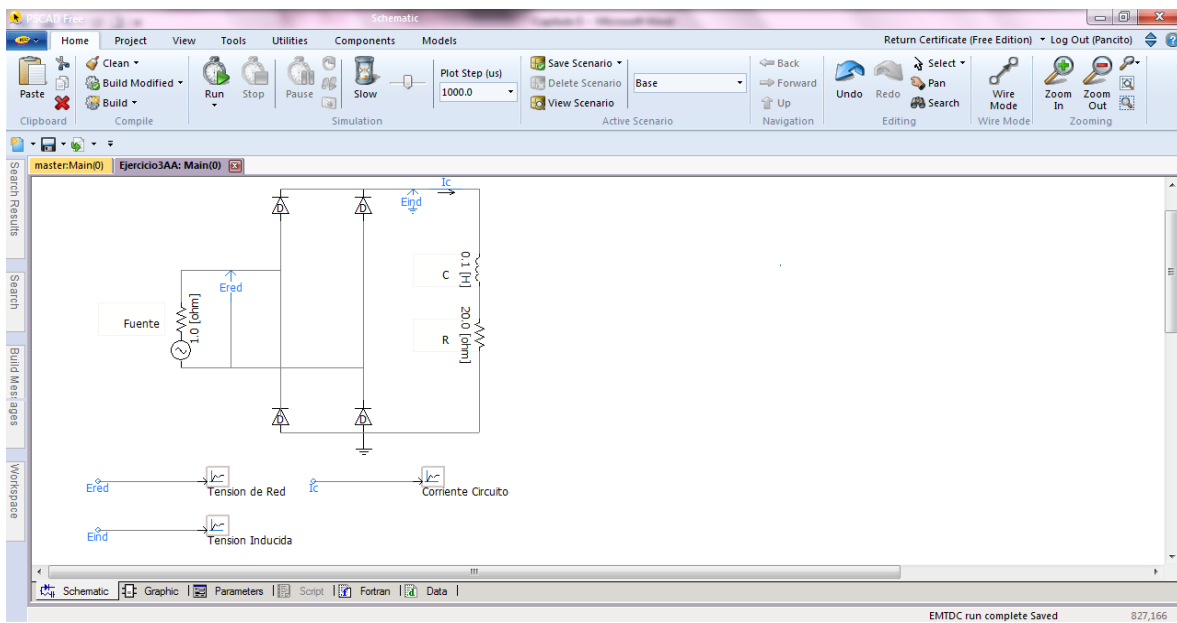 PSCAD Free
Schematic
Home Project View Tools Utilities Components Models
Return Certificate (Free Edition) Log Out (Pancito)
Paste
Clean
Build Modified
Build
Run
Stop
Pause
Slow
Plot Step (us)
1000.0
Save Scenario
Delete Scenario
View Scenario
Base
Back
Forward
Up
Undo
Redo
Select
Pan
Search
Wire Mode
Zoom In
Zoom Out
Clipboard Compile Simulation Active Scenario Navigation Editing Wire Mode Zooming
master:Main(0) Ejercicio3AA: Main(0)
Search Results
Search
Build Messages
Workspace
Ic
D
D
Eind
Ered
0.1 [H]
C
Fuente
1.0 [ohm]
20.0 [ohm]
R
D
D
Ered
Tension de Red
Ic
Corriente Circuito
Eind
Tension Inducida
Schematic Graphic Parameters Script Fortran Data
EMTDC run complete Saved 827,166